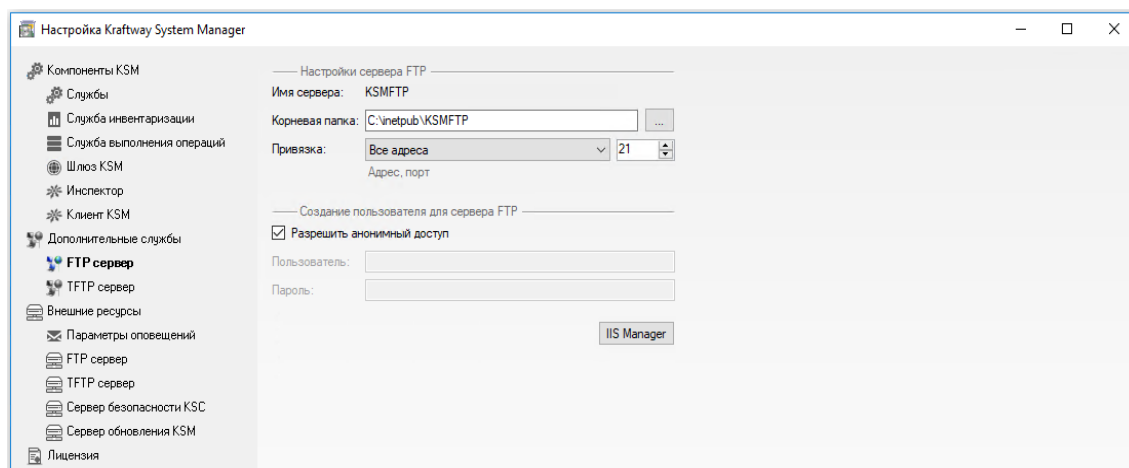 Настройка Kraftway System Manager
Компоненты KSM
Службы
Служба инвентаризации
Служба выполнения операций
Шлюз KSM
Инспектор
Клиент KSM
Дополнительные службы
FTP сервер
TFTP сервер
Внешние ресурсы
Параметры оповещений
FTP сервер
TFTP сервер
Сервер безопасности KSC
Сервер обновления KSM
Лицензия
Настройки сервера FTP
Имя сервера: KSMFTP
Корневая папка: C:\inetpub\KSMFTP ...
Привязка: Все адреса 21
Адрес, порт
Создание пользователя для сервера FTP
Разрешить анонимный доступ
Пользователь:
Пароль:
IIS Manager